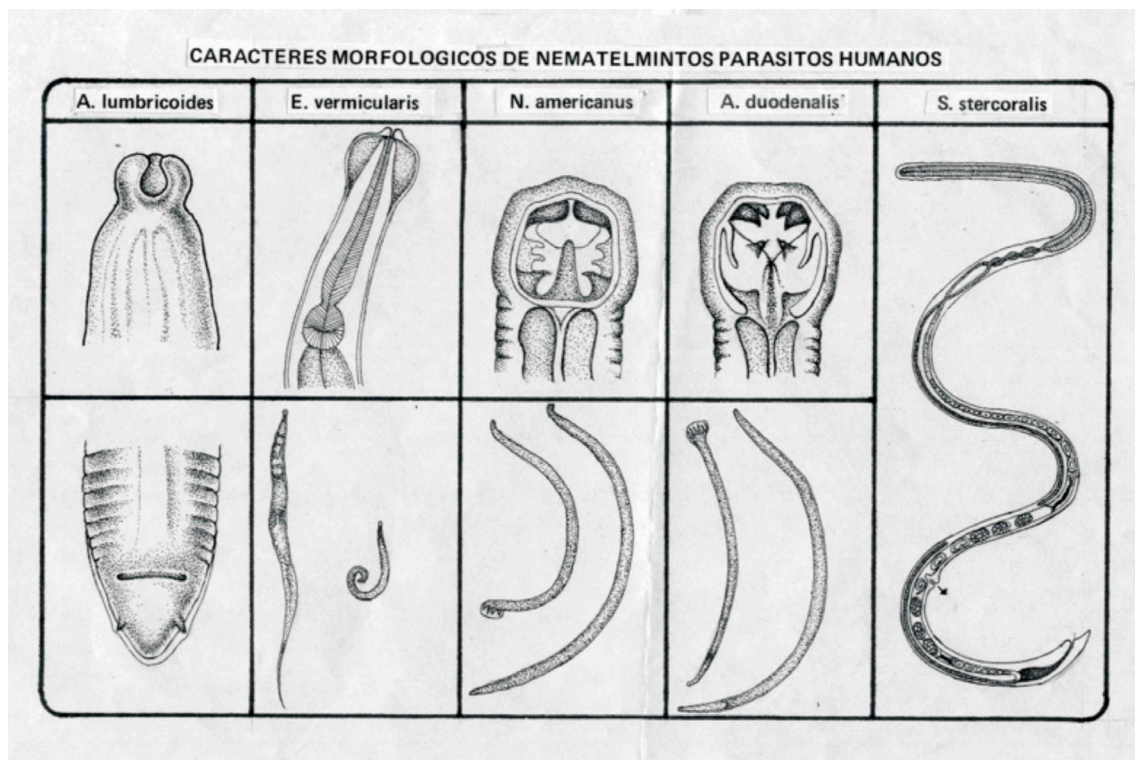 CARACTERES MORFOLOGICOS DE NEMATELMINTOS PARASITOS HUMANOS
A. lumbricoides
E. vermicularis
N. americanus
A. duodenalis
S. stercoralis